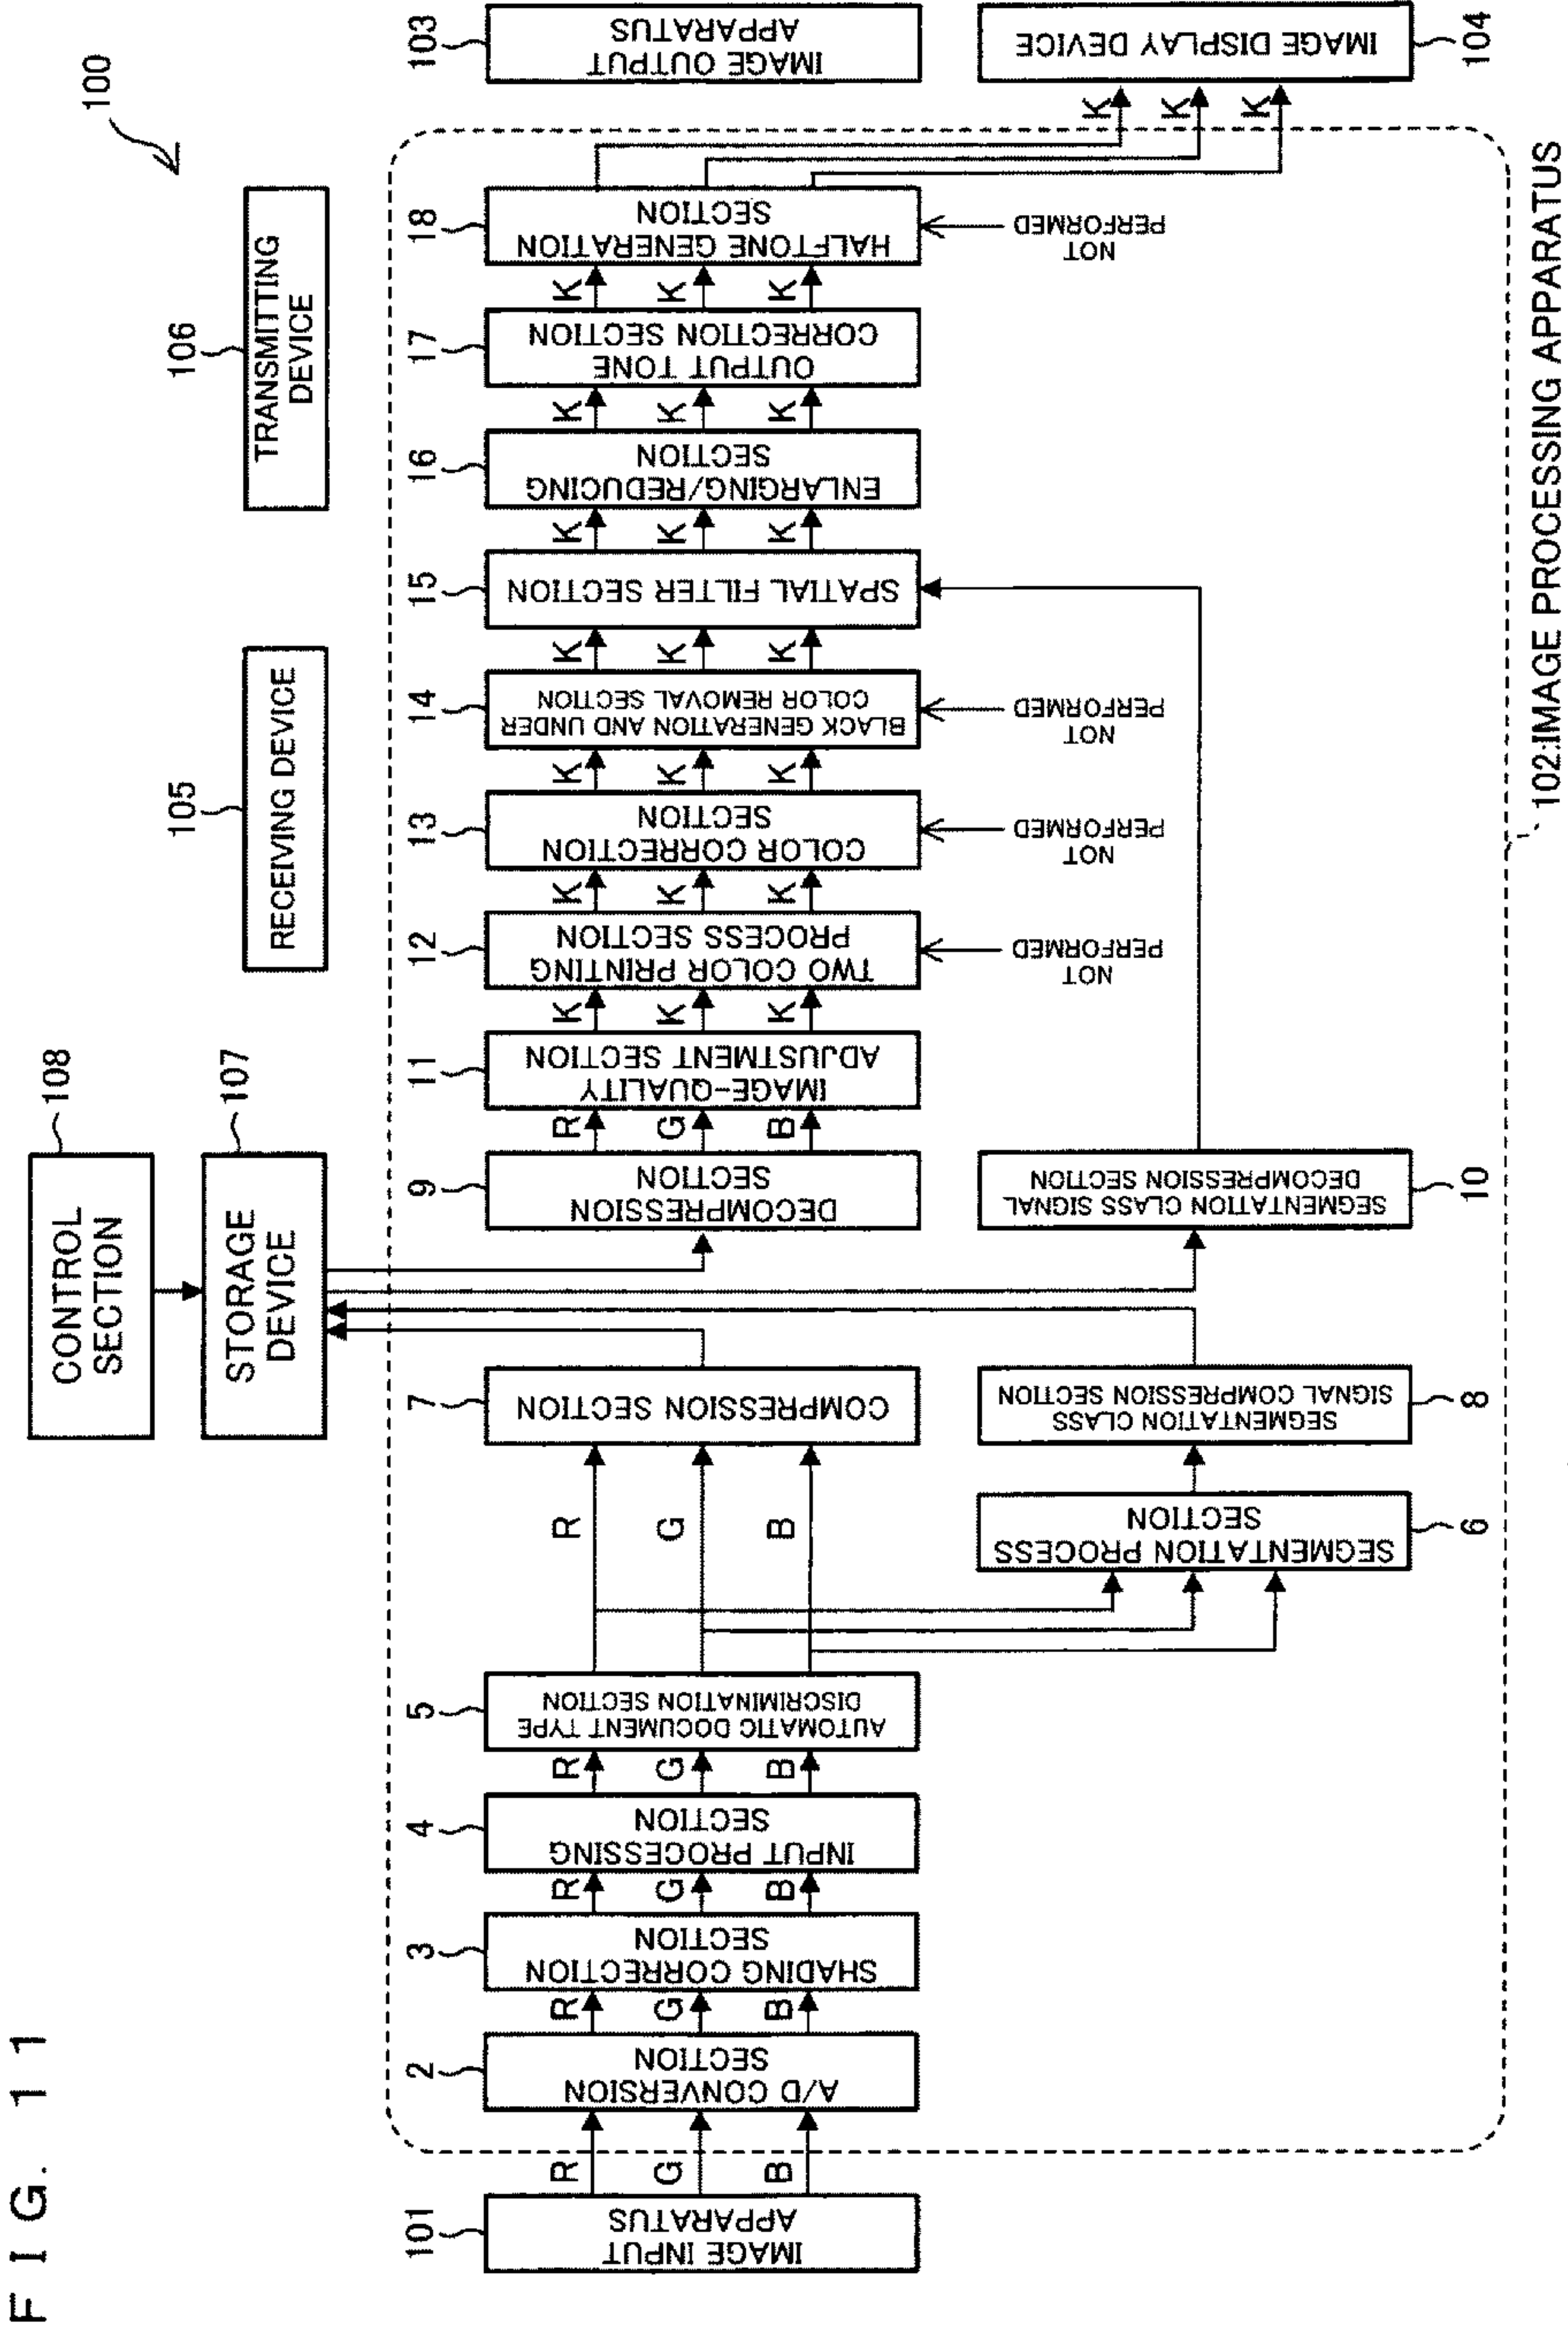 FIG. 11
100
108
CONTROL
SECTION
107
STORAGE
DEVICE
105
RECEIVING DEVICE
106
TRANSMITTING
DEVICE
101
IMAGE INPUT
APPARATUS
R
G
B
2
A/D CONVERSION
SECTION
R
G
B
3
SHADING CORRECTION
SECTION
R
G
B
4
INPUT PROCESSING
SECTION
R
G
B
5
AUTOMATIC DOCUMENT TYPE
DISCRIMINATION SECTION
R
G
B
7
COMPRESSION SECTION
9
DECOMPRESSION
SECTION
R
G
B
11
IMAGE-QUALITY
ADJUSTMENT SECTION
K
K
K
12
TWO COLOR PRINTING
PROCESS SECTION
K
K
K
13
COLOR CORRECTION
SECTION
K
K
K
14
BLACK GENERATION AND UNDER
COLOR REMOVAL SECTION
K
K
K
15
SPATIAL FILTER SECTION
K
K
K
16
ENLARGING/REDUCING
SECTION
K
K
K
17
OUTPUT TONE
CORRECTION SECTION
K
K
K
18
HALFTONE GENERATION
SECTION
103
IMAGE OUTPUT
APPARATUS
NOT
PERFORMED
NOT
PERFORMED
NOT
PERFORMED
NOT
PERFORMED
K
K
K
SEGMENTATION PROCESS
SECTION
6
SEGMENTATION CLASS
SIGNAL COMPRESSION SECTION
8
SEGMENTATION CLASS SIGNAL
DECOMPRESSION SECTION
10
IMAGE DISPLAY DEVICE
104
102:IMAGE PROCESSING APPARATUS